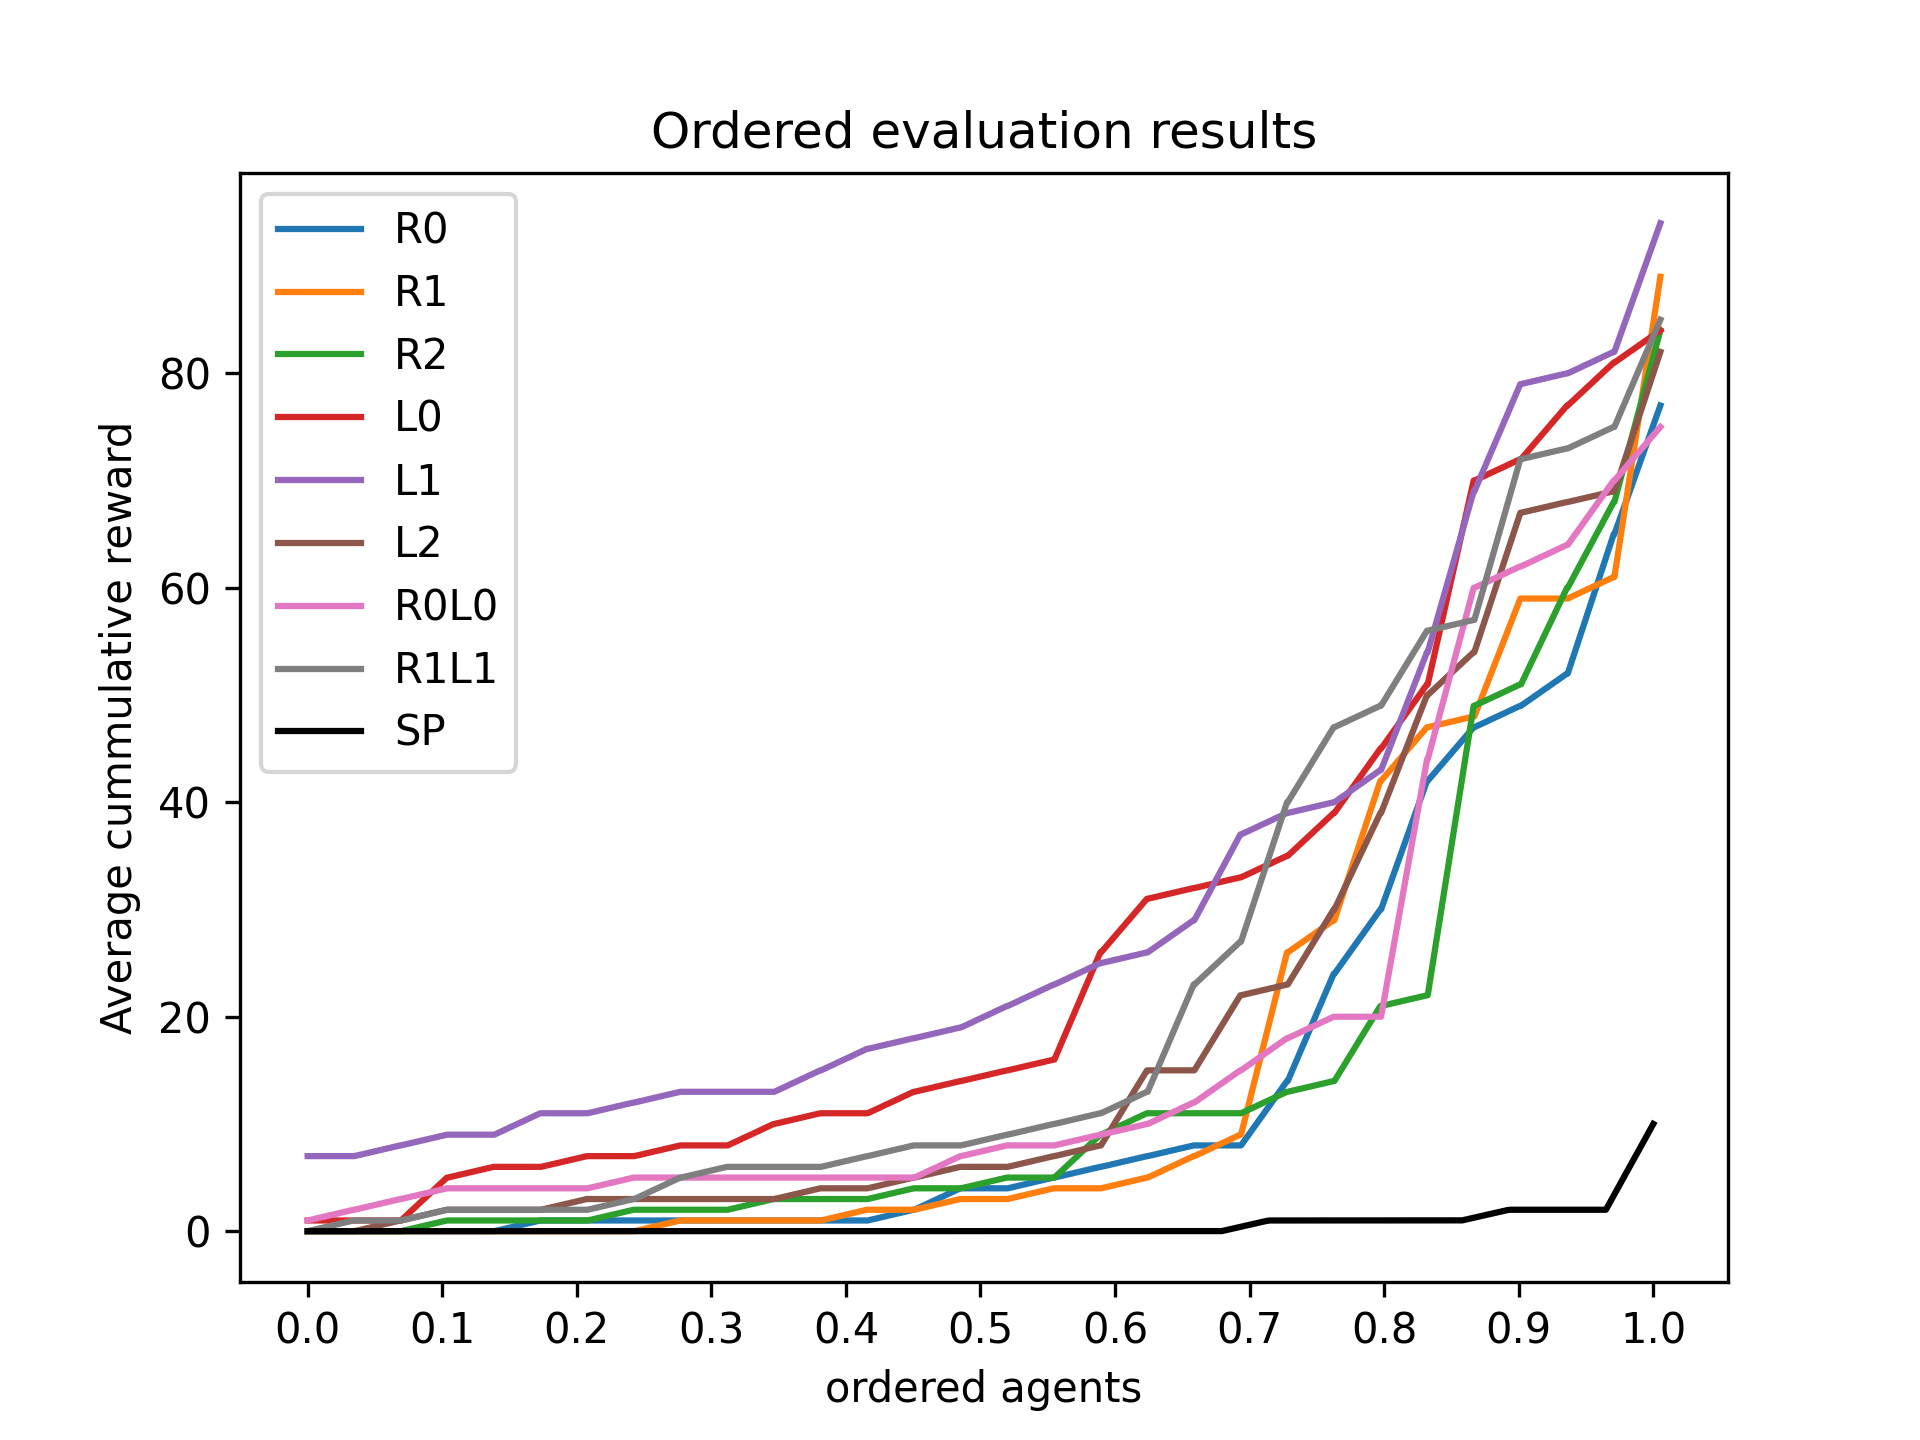 Ordered evaluation results
R0
R1
R2
L0
L1
L2
R0L0
R1L1
SP
Average cummulative reward
80
60
40
20
0
0.0 0.1 0.2 0.3 0.4 0.5 0.6 0.7 0.8 0.9 1.0
ordered agents